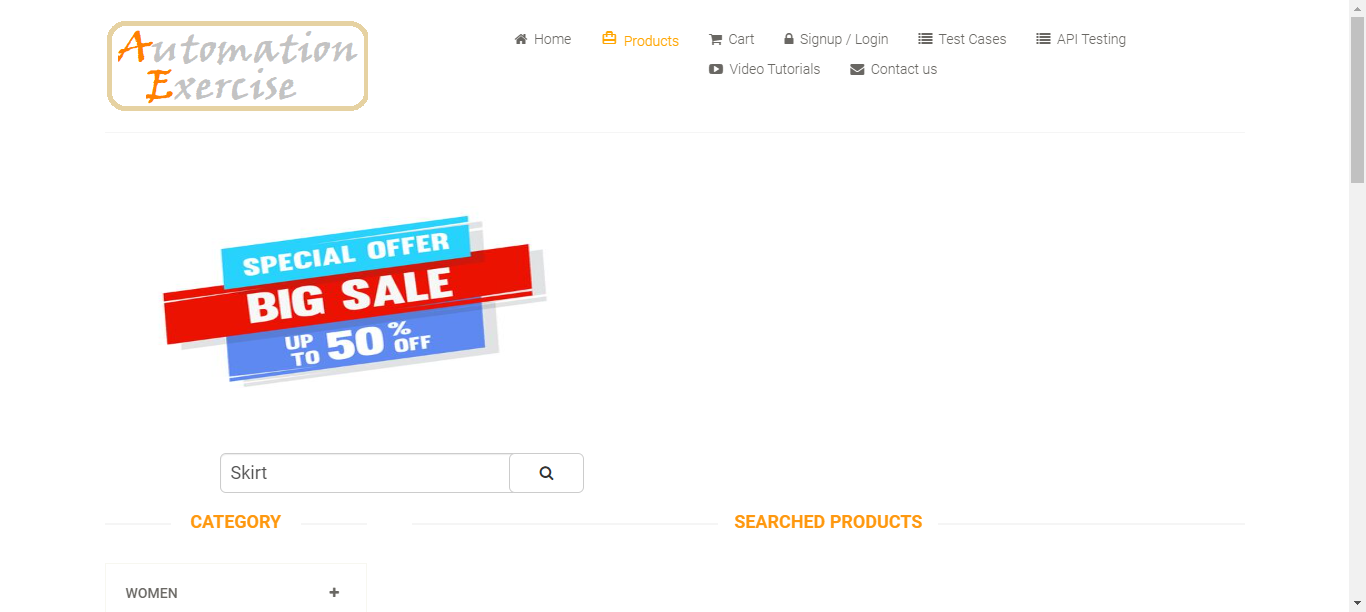 Automation
Exercise
Home Products Cart Signup / Login Test Cases API Testing
Video Tutorials Contact us
SPECIAL OFFER
BIG SALE
UP TO 50% OFF
Skirt
CATEGORY
SEARCHED PRODUCTS
WOMEN +